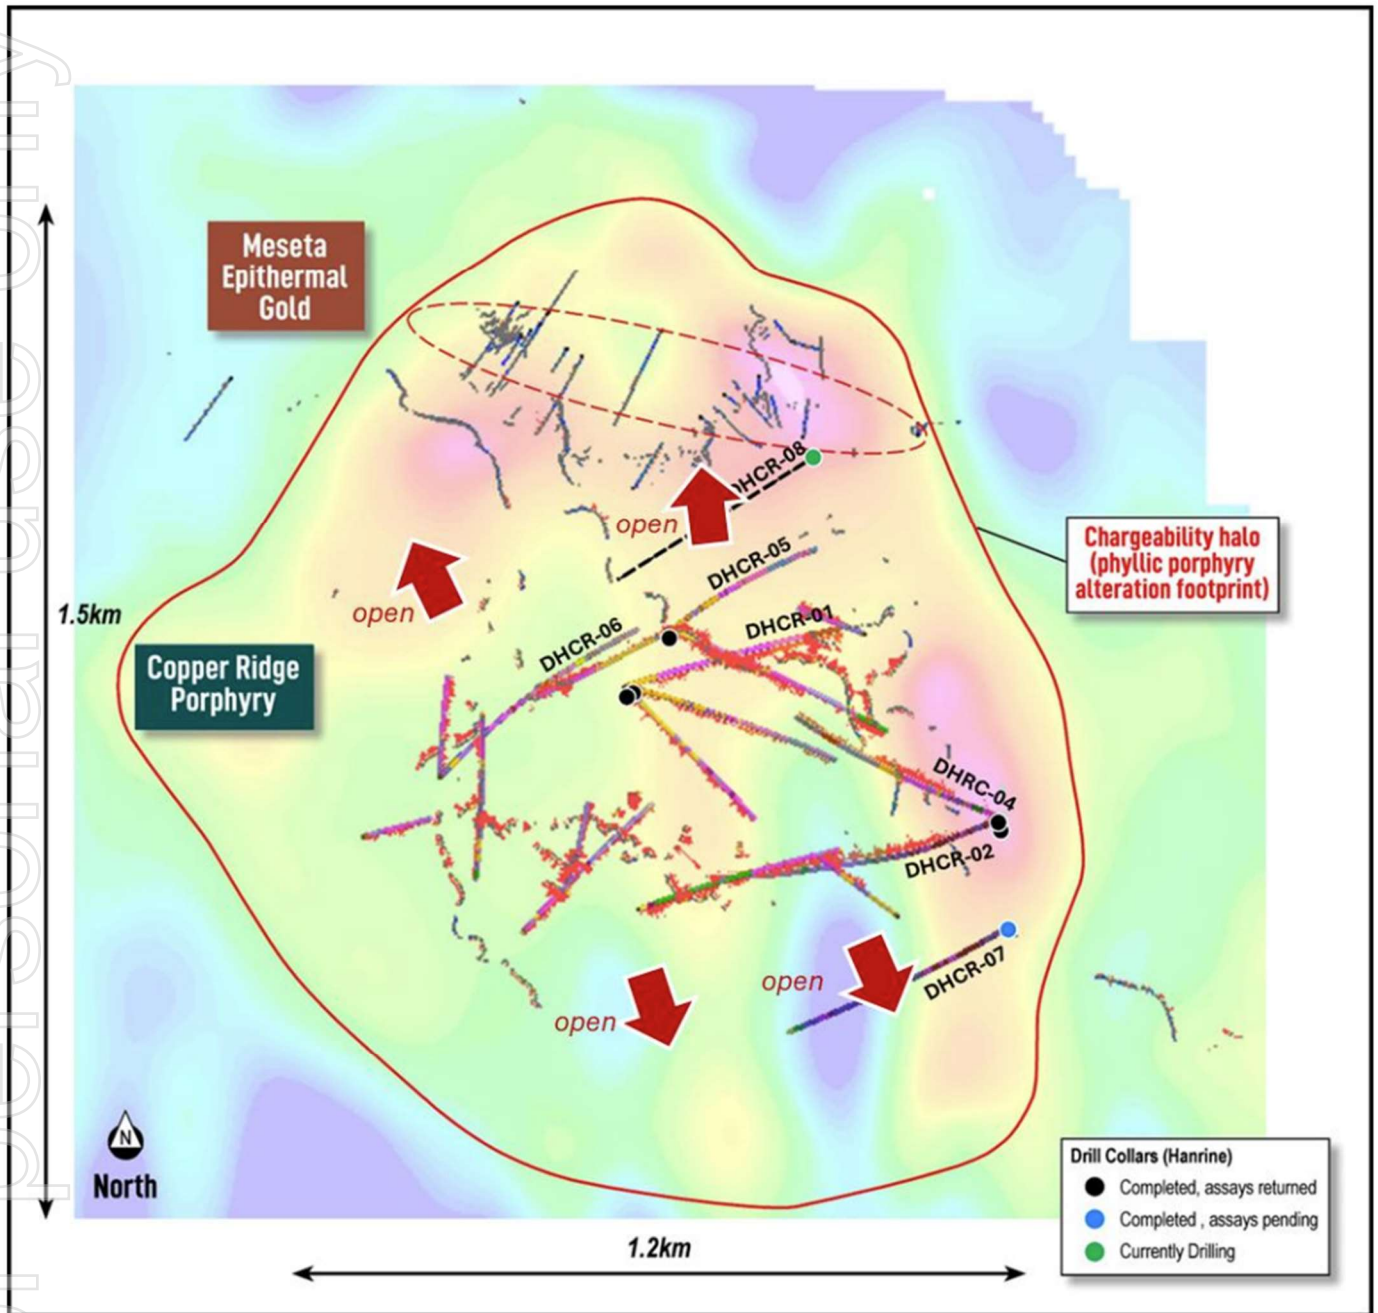 Meseta
Epithermal
Gold
DHCR-08
open
Chargeability halo
(phyllic porphyry
alteration footprint)
DHCR-05
open
1.5km
DHCR-01
DHCR-06
Copper Ridge
Porphyry
DHRC-04
DHCR-02
DHCR-07
open
open
N
North
1.2km
Drill Collars (Hanrine)
Completed, assays returned
Completed , assays pending
Currently Drilling